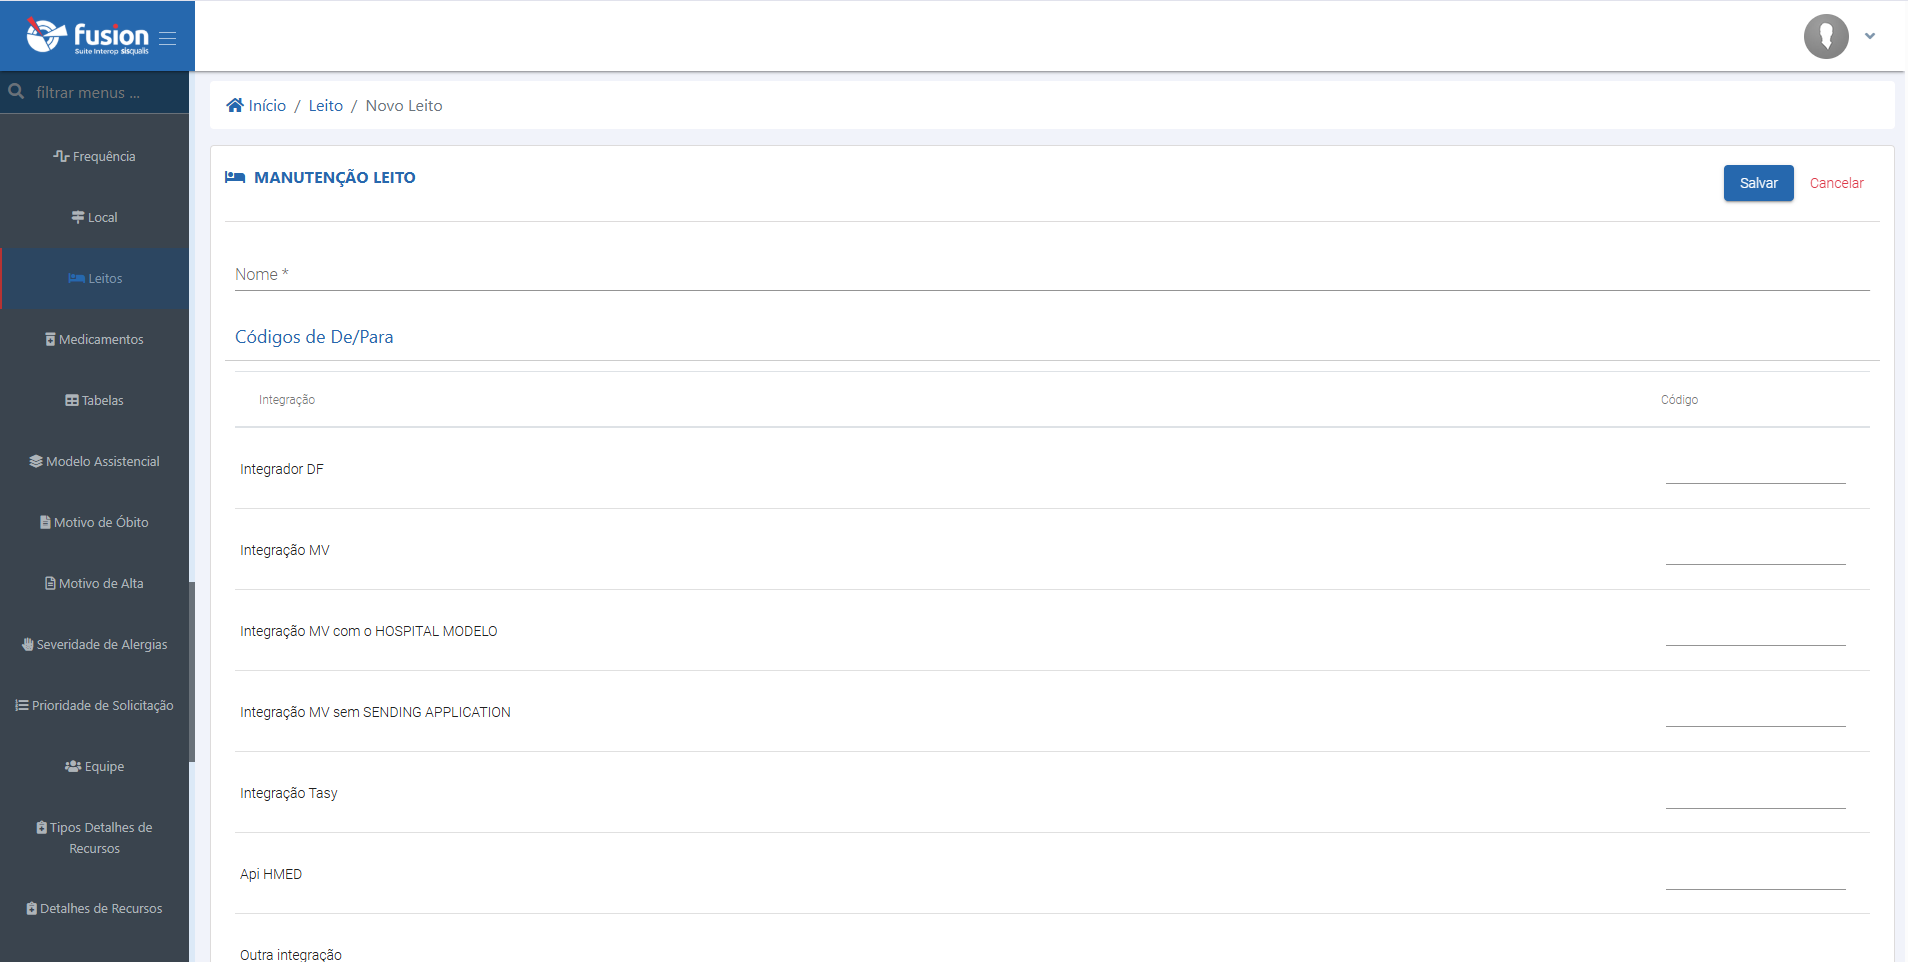 fusion
Suite Interop sisqualis
filtrar menus ...
Frequência
Local
Leitos
Medicamentos
Tabelas
Modelo Assistencial
Motivo de Óbito
Motivo de Alta
Severidade de Alergias
Prioridade de Solicitação
Equipe
Tipos Detalhes de
Recursos
Detalhes de Recursos
Início / Leito / Novo Leito
MANUTENÇÃO LEITO
Salvar
Cancelar
Nome *
Códigos de De/Para
Integração Código
Integrador DF
Integração MV
Integração MV com o HOSPITAL MODELO
Integração MV sem SENDING APPLICATION
Integração Tasy
Api HMED
Outra integração